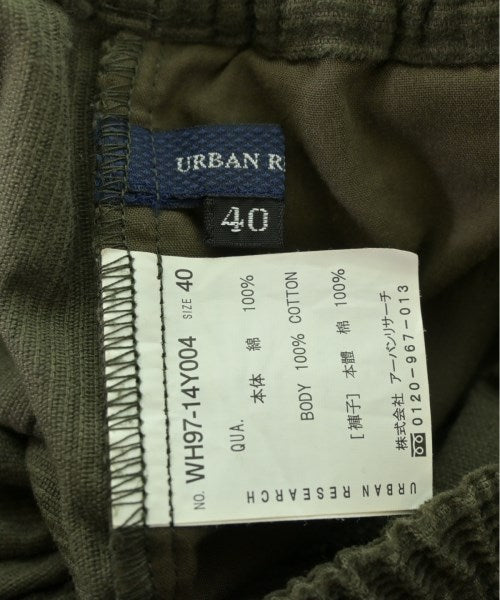 URBAN R
40
NO. WH97-14Y004 SIZE 40
QUA.
本体 綿 100%
BODY 100% COTTON
[褲子] 本體 棉 100%
株式会社 アーバンリサーチ
0120-967-013
URBAN RESEARCH